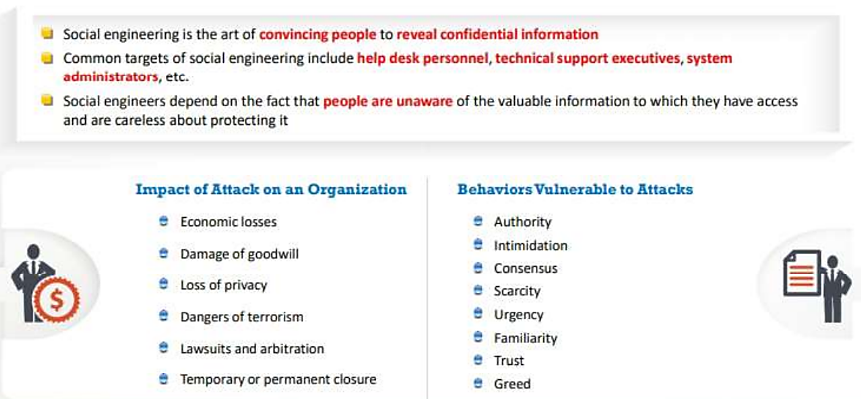 Social engineering is the art of convincing people to reveal confidential information
Common targets of social engineering include help desk personnel, technical support executives, system
administrators, etc.
Social engineers depend on the fact that people are unaware of the valuable information to which they have access
and are careless about protecting it
Impact of Attack on an Organization
Economic losses
Damage of goodwill
Loss of privacy
Dangers of terrorism
Lawsuits and arbitration
Temporary or permanent closure
Behaviors Vulnerable to Attacks
Authority
Intimidation
Consensus
Scarcity
Urgency
Familiarity
Trust
Greed
$